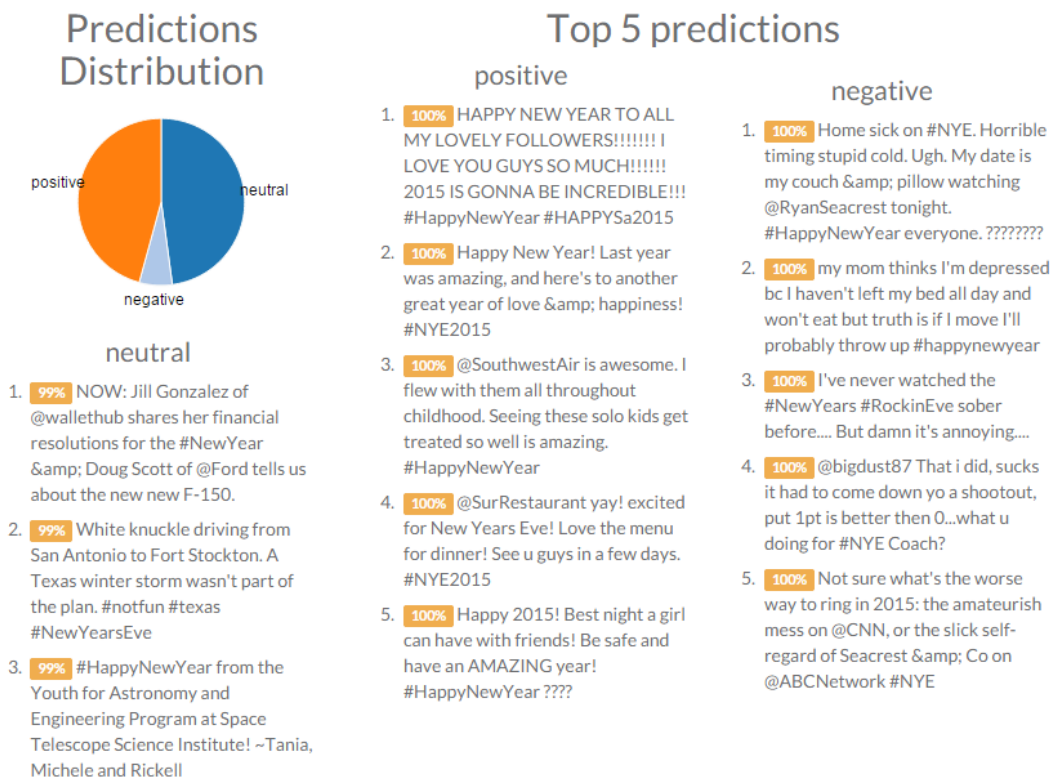 Predictions
Distribution
positive
neutral
negative
neutral
1. 99% NOW: Jill Gonzalez of
@wallethub shares her financial
resolutions for the #NewYear
&amp; Doug Scott of @Ford tells us
about the new new F-150.
2. 99% White knuckle driving from
San Antonio to Fort Stockton. A
Texas winter storm wasn't part of
the plan. #notfun #texas
#NewYearsEve
3. 99% #HappyNewYear from the
Youth for Astronomy and
Engineering Program at Space
Telescope Science Institute! ~Tania,
Michele and Rickell
Top 5 predictions
positive
1. 100% HAPPY NEW YEAR TO ALL
MY LOVELY FOLLOWERS!!!!!!! I
LOVE YOU GUYS SO MUCH!!!!!!
2015 IS GONNA BE INCREDIBLE!!!
#HappyNewYear #HAPPYSa2015
2. 100% Happy New Year! Last year
was amazing, and here's to another
great year of love &amp; happiness!
#NYE2015
3. 100% @SouthwestAir is awesome. I
flew with them all throughout
childhood. Seeing these solo kids get
treated so well is amazing.
#HappyNewYear
4. 100% @SurRestaurant yay! excited
for New Years Eve! Love the menu
for dinner! See u guys in a few days.
#NYE2015
5. 100% Happy 2015! Best night a girl
can have with friends! Be safe and
have an AMAZING year!
#HappyNewYear ????
negative
1. 100% Home sick on #NYE. Horrible
timing stupid cold. Ugh. My date is
my couch &amp; pillow watching
@RyanSeacrest tonight.
#HappyNewYear everyone. ????????
2. 100% my mom thinks I'm depressed
bc I haven't left my bed all day and
won't eat but truth is if I move I'll
probably throw up #happynewyear
3. 100% I've never watched the
#NewYears #RockinEve sober
before.... But damn it's annoying....
4. 100% @bigdust87 That i did, sucks
it had to come down yo a shootout,
put 1pt is better then 0...what u
doing for #NYE Coach?
5. 100% Not sure what's the worse
way to ring in 2015: the amateurish
mess on @CNN, or the slick self-
regard of Seacrest &amp; Co on
@ABCNetwork #NYE